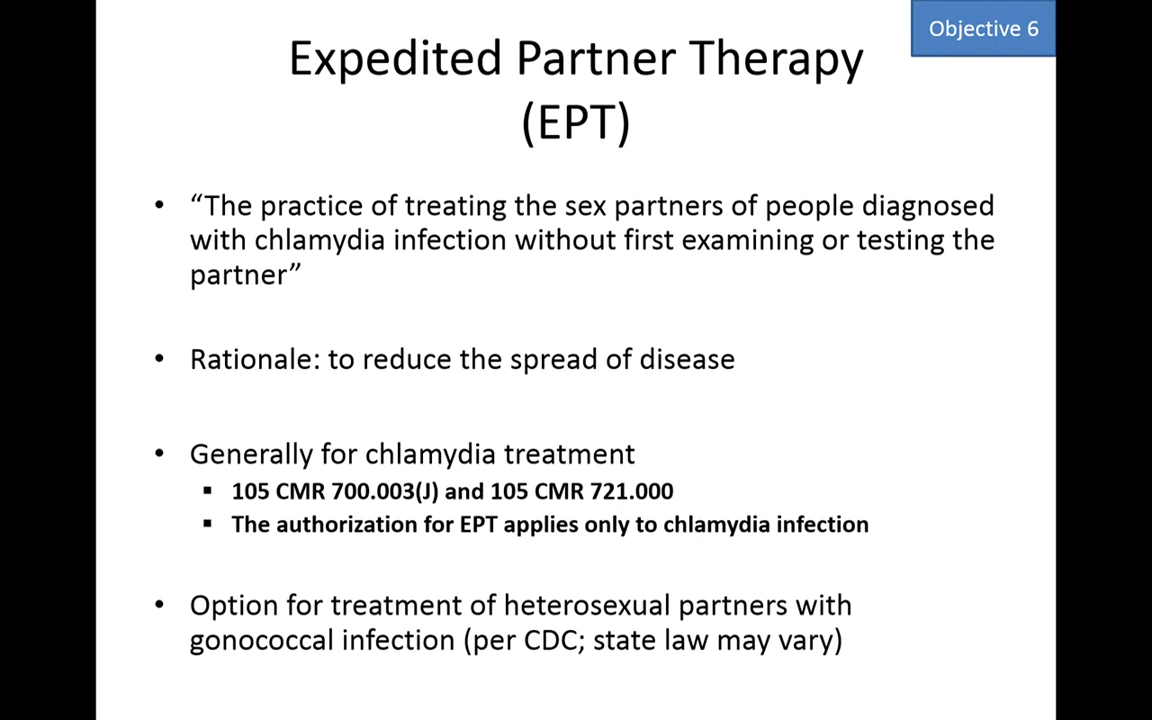 Objective 6
Expedited Partner Therapy
(EPT)
• “The practice of treating the sex partners of people diagnosed
with chlamydia infection without first examining or testing the
partner”
• Rationale: to reduce the spread of disease
• Generally for chlamydia treatment
▪ 105 CMR 700.003(J) and 105 CMR 721.000
▪ The authorization for EPT applies only to chlamydia infection
• Option for treatment of heterosexual partners with
gonococcal infection (per CDC; state law may vary)